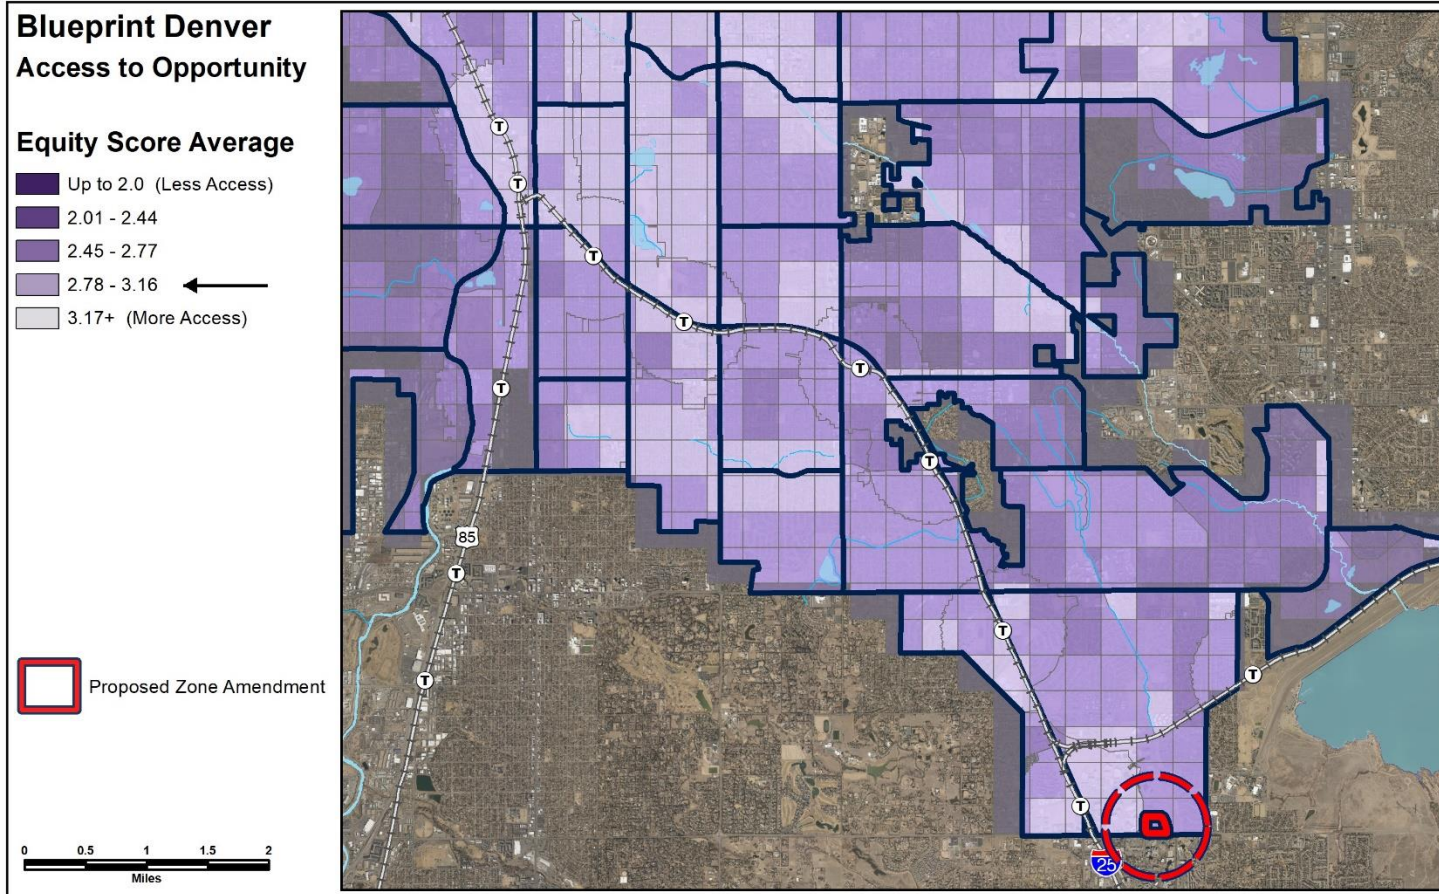 Blueprint Denver
Access to Opportunity
Equity Score Average
Up to 2.0 (Less Access)
2.01 - 2.44
2.45 - 2.77
2.78 - 3.16
3.17+ (More Access)
Proposed Zone Amendment
0 0.5 1 1.5 2
Miles
T
T
T
T
T
T
T
85
T
T
T
T
T
T
25